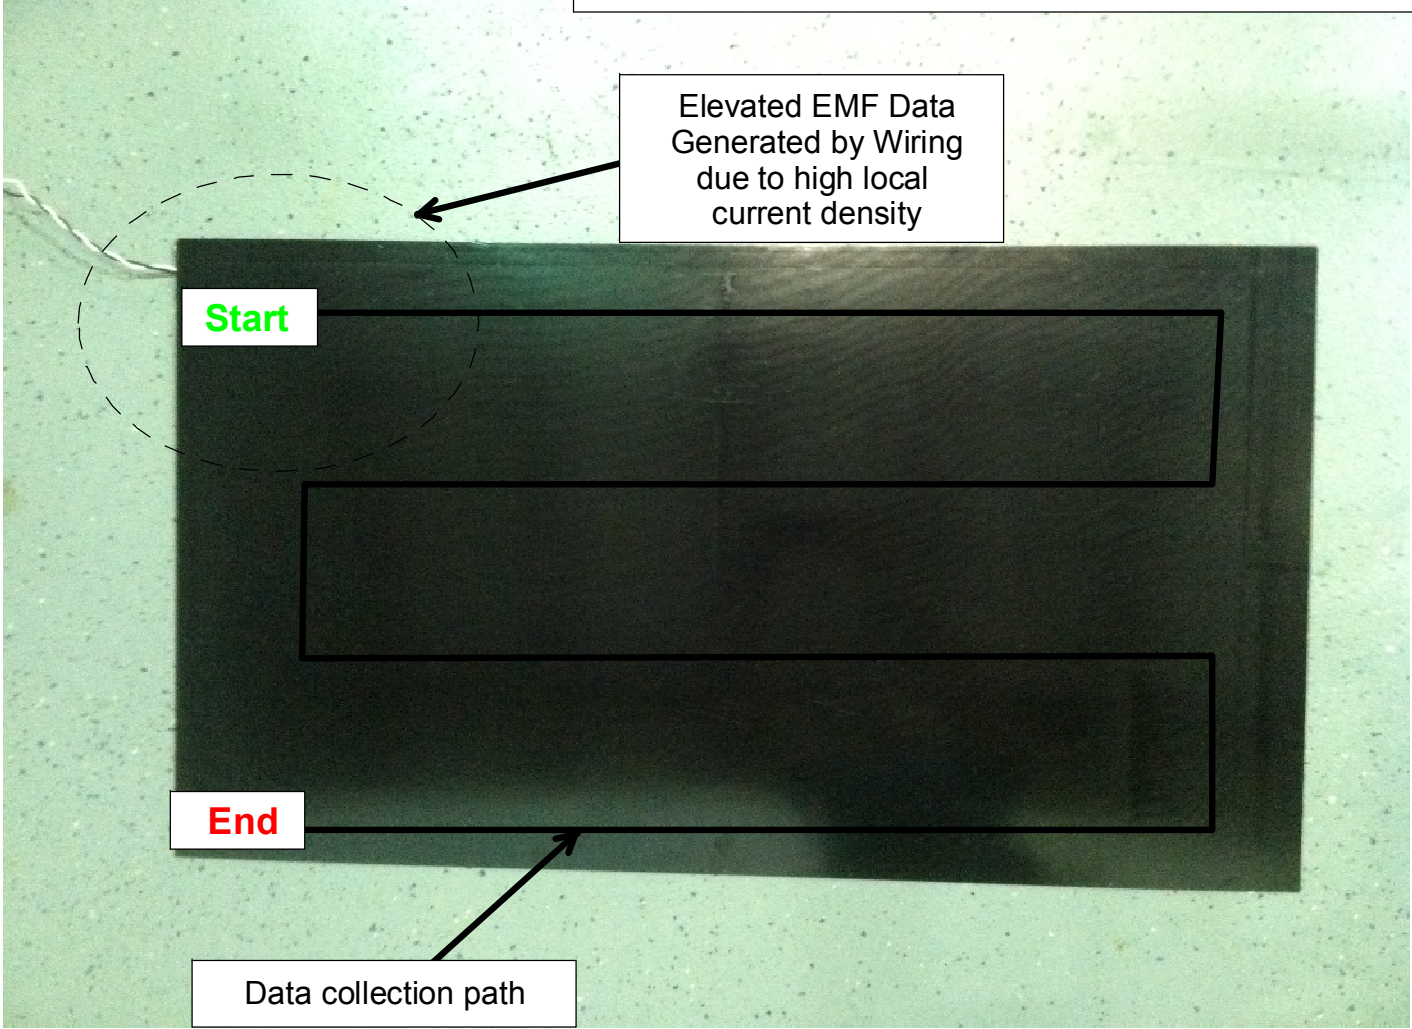 Elevated EMF Data
Generated by Wiring
due to high local
current density
Start
End
Data collection path